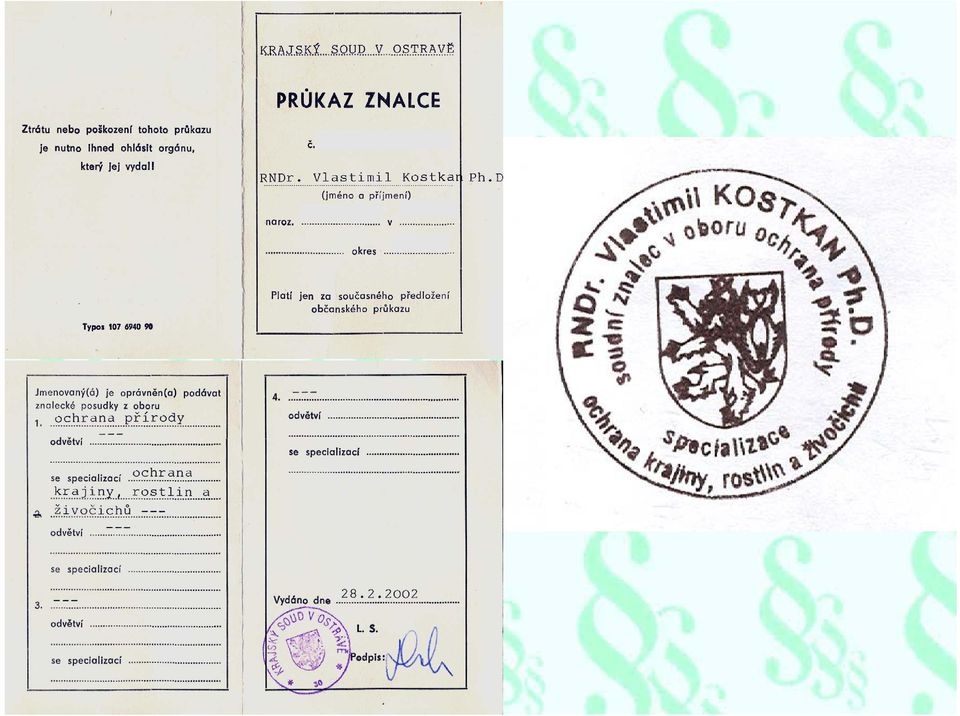 Ztrátu nebo poškození tohoto průkazu
je nutno ihned ohlásit orgánu,
který jej vydal!
Typos 107 6940 90
KRAJSKÝ SOUD V OSTRAVĚ
PRŮKAZ ZNALCE
č.
RNDr. Vlastimil Kostkan Ph.D
(jméno a příjmení)
naroz. .......................... v ..................
.......................... okres .......................
Platí jen za současného předložení
občanského průkazu
Jmenovaný(á) je oprávněn(a) podávat
znalecké posudky z oboru
1. ochrana přírody
odvětví ---
se specializací ochrana
krajiny, rostlin a
2. živočichů ---
odvětví ---
se specializací
3. ---
odvětví
se specializací
4. ---
odvětví
se specializací
Vydáno dne 28.2.2002
L. S.
Podpis:
KRAJSKÝ SOUD V OSTRAVĚ
* 30 *
RNDr. Vlastimil KOSTKAN Ph.D.
soudní znalec v oboru ochrana přírody
specializace
ochrana krajiny, rostlin a živočichů